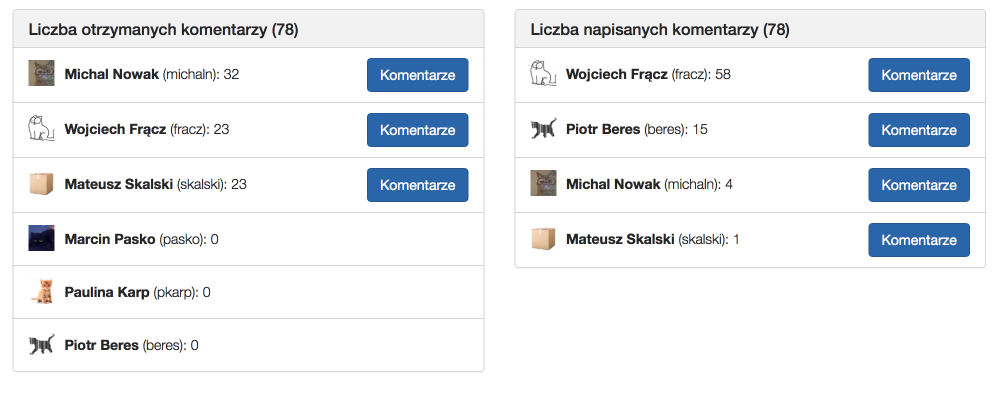 Liczba otrzymanych komentarzy (78)
Michal Nowak (michaln): 32
Komentarze
Wojciech Frącz (fracz): 23
Komentarze
Mateusz Skalski (skalski): 23
Komentarze
Marcin Pasko (pasko): 0
Paulina Karp (pkarp): 0
Piotr Beres (beres): 0
Liczba napisanych komentarzy (78)
Wojciech Frącz (fracz): 58
Komentarze
Piotr Beres (beres): 15
Komentarze
Michal Nowak (michaln): 4
Komentarze
Mateusz Skalski (skalski): 1
Komentarze